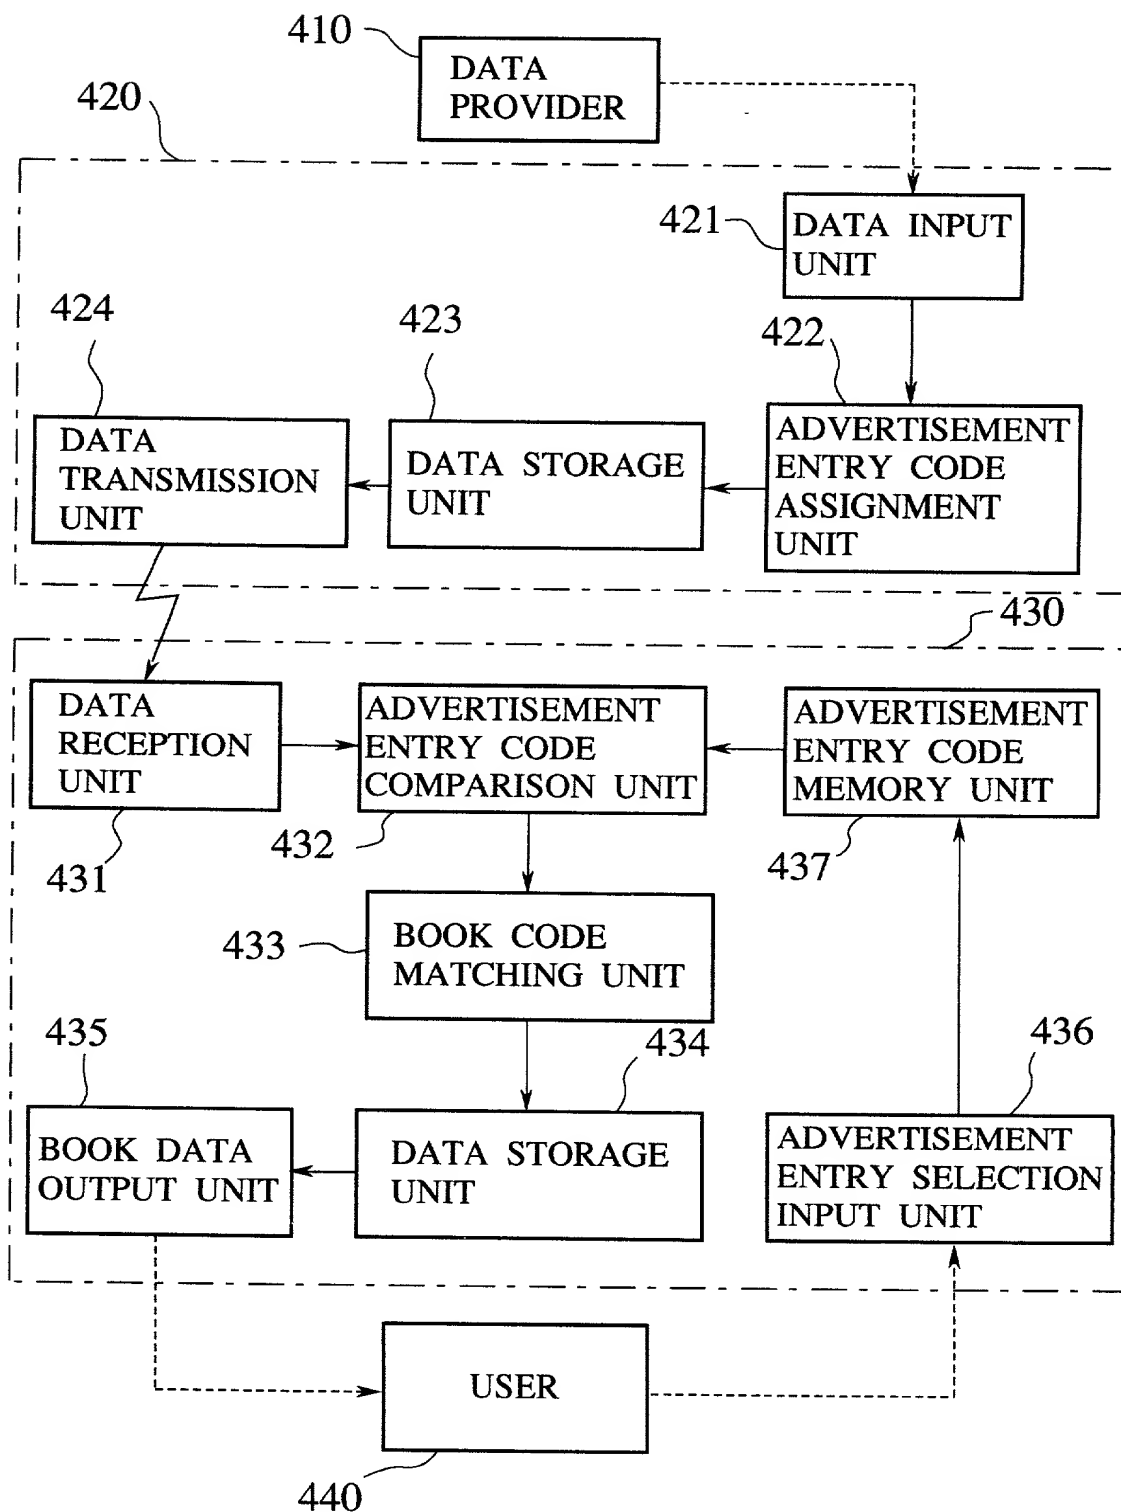 410
DATA
PROVIDER
420
421
DATA INPUT
UNIT
424
423
422
DATA
TRANSMISSION
UNIT
DATA STORAGE
UNIT
ADVERTISEMENT
ENTRY CODE
ASSIGNMENT
UNIT
430
DATA
RECEPTION
UNIT
ADVERTISEMENT
ENTRY CODE
COMPARISON UNIT
ADVERTISEMENT
ENTRY CODE
MEMORY UNIT
431
432
437
433
BOOK CODE
MATCHING UNIT
435
434
436
BOOK DATA
OUTPUT UNIT
DATA STORAGE
UNIT
ADVERTISEMENT
ENTRY SELECTION
INPUT UNIT
USER
440